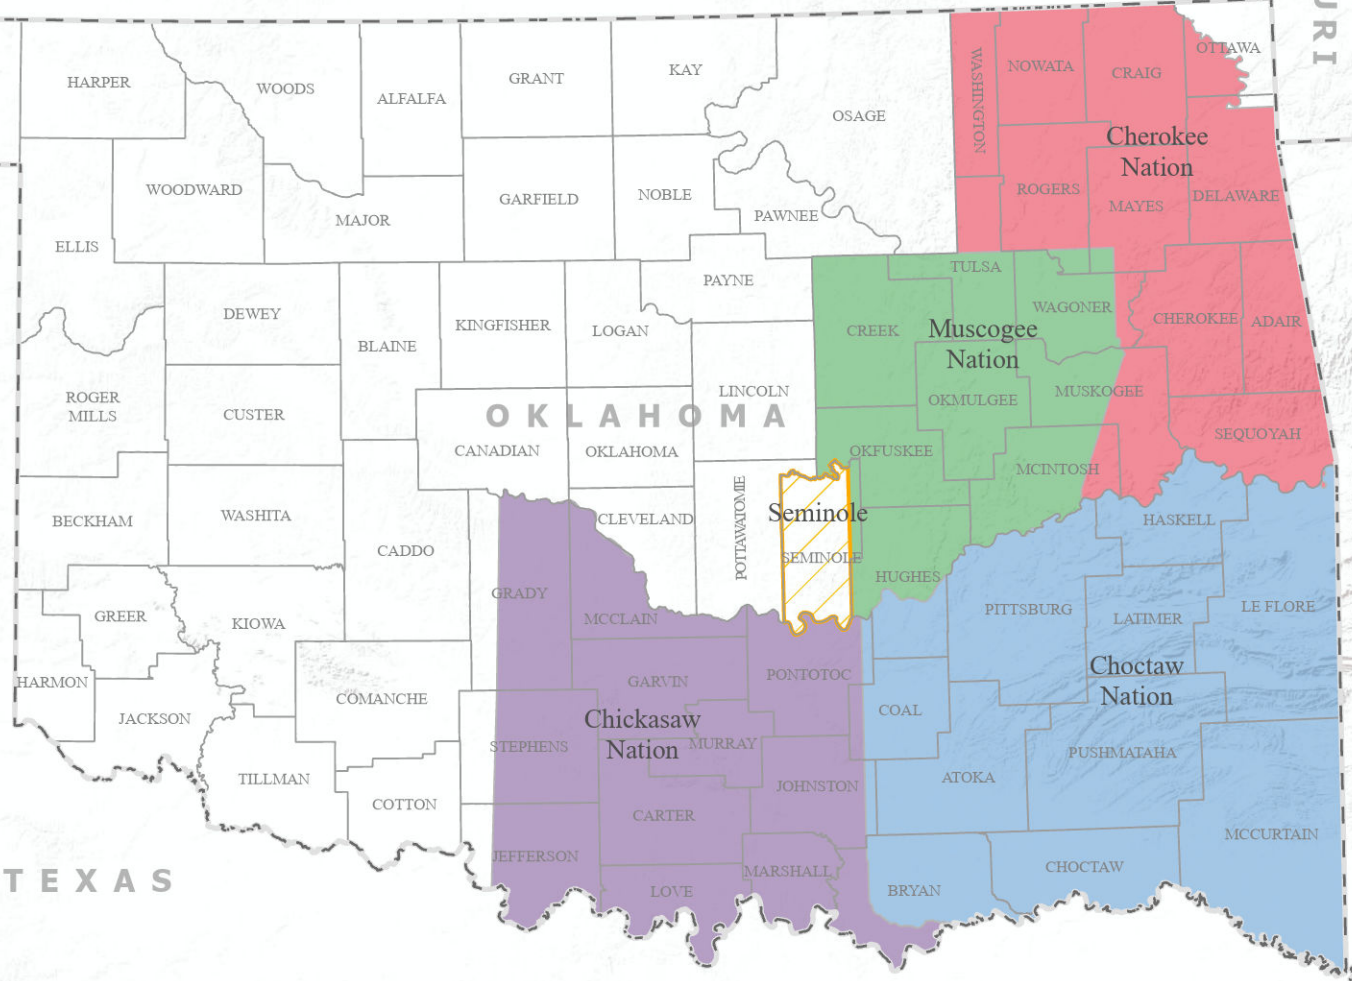 URI
OTTAWA
HARPER
WOODS
ALFALFA
GRANT
KAY
OSAGE
WASHINGTON
NOWATA
CRAIG
Cherokee
Nation
WOODWARD
MAJOR
GARFIELD
NOBLE
PAWNEE
ROGERS
MAYES
DELAWARE
ELLIS
DEWEY
BLAINE
KINGFISHER
LOGAN
PAYNE
TULSA
WAGONER
CREEK
Muscogee
Nation
CHEROKEE
ADAIR
ROGER
MILLS
CUSTER
OKLAHOMA
LINCOLN
OKMULGEE
MUSKOGEE
CANADIAN
OKLAHOMA
OKFUSKEE
MCINTOSH
SEQUOYAH
BECKHAM
WASHITA
CADDO
CLEVELAND
POTTAWATOMIE
Seminole
SEMINOLE
HASKELL
HUGHES
GREER
KIOWA
GRADY
MCCLAIN
PITTSBURG
LATIMER
LE FLORE
HARMON
JACKSON
COMANCHE
GARVIN
PONTOTOC
Choctaw
Nation
COAL
STEPHENS
Chickasaw
Nation
MURRAY
PUSHMATAHA
TILLMAN
COTTON
JOHNSTON
ATOKA
CARTER
MCCURTAIN
JEFFERSON
LOVE
MARSHALL
BRYAN
CHOCTAW
TEXAS